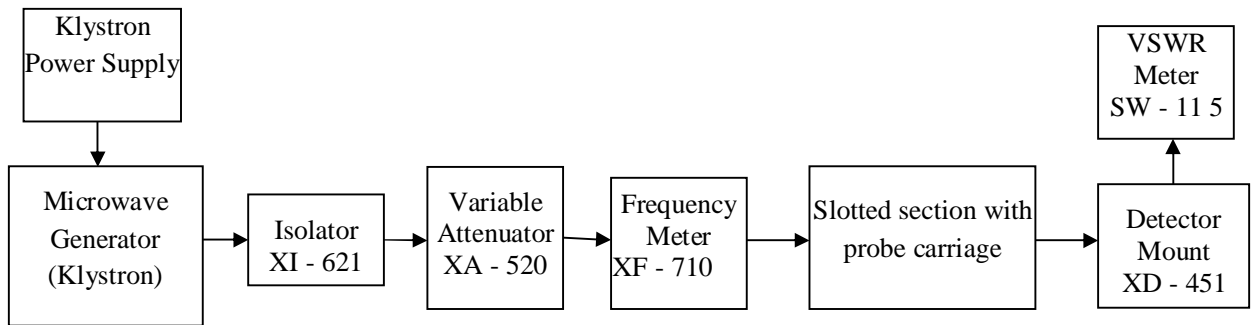 Klystron
Power Supply
VSWR
Meter
SW - 11 5
Microwave
Generator
(Klystron)
Isolator
XI - 621
Variable
Attenuator
XA - 520
Frequency
Meter
XF - 710
Slotted section with
probe carriage
Detector
Mount
XD - 451